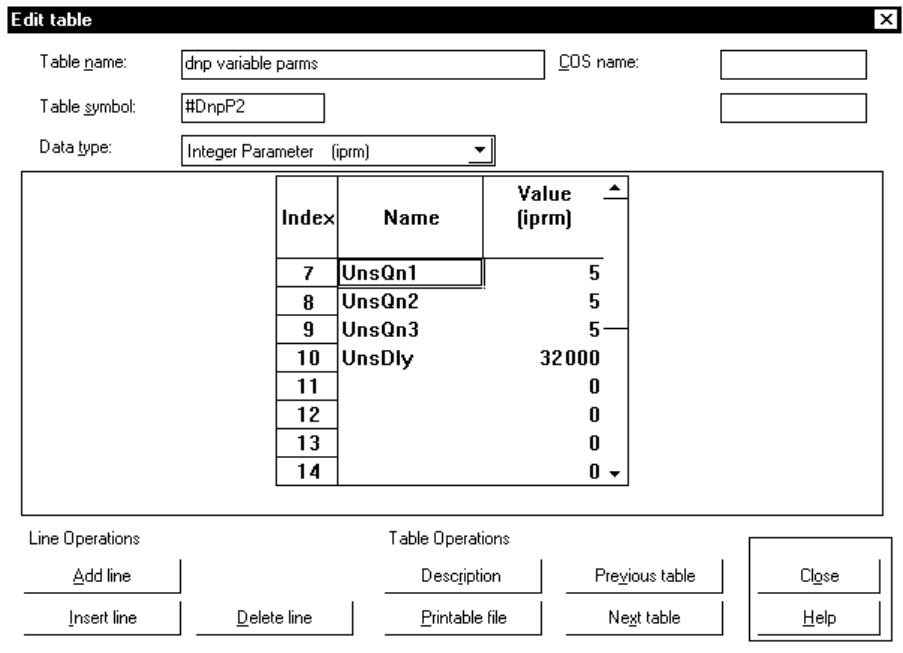 Edit table
Table name: dnp variable parms COS name:
Table symbol: #DnpP2
Data type: Integer Parameter (iprm)
Index Name Value (iprm)
7 UnsQn1 5
8 UnsQn2 5
9 UnsQn3 5
10 UnsDly 32000
11 0
12 0
13 0
14 0
Line Operations Table Operations
Add line Description Previous table Close
Insert line Delete line Printable file Next table Help